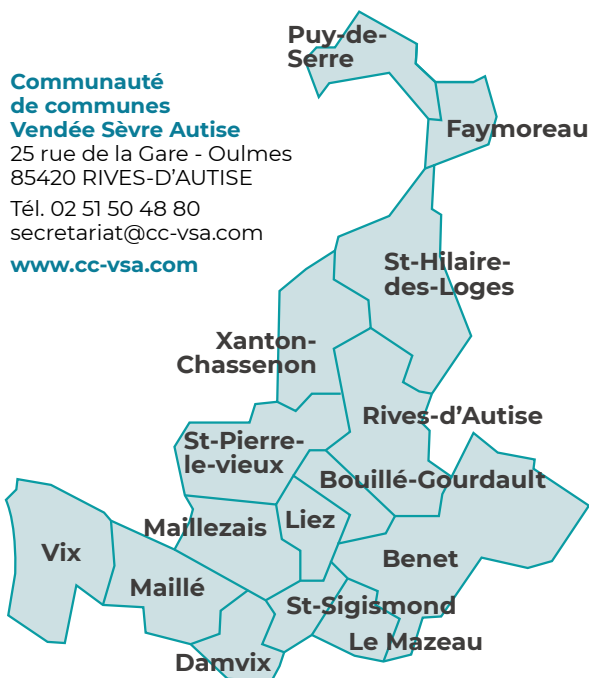 Puy-de-
Serre
Communauté
de communes
Vendée Sèvre Autise
25 rue de la Gare - Oulmes
85420 RIVES-D'AUTISE
Tél. 02 51 50 48 80
secretariat@cc-vsa.com
www.cc-vsa.com
Faymoreau
St-Hilaire-
des-Loges
Xanton-
Chassenon
Rives-d'Autise
St-Pierre-
le-vieux
Bouillé-Gourdault
Maillezais
Liez
Vix
Benet
Maillé
St-Sigismond
Le Mazeau
Damvix